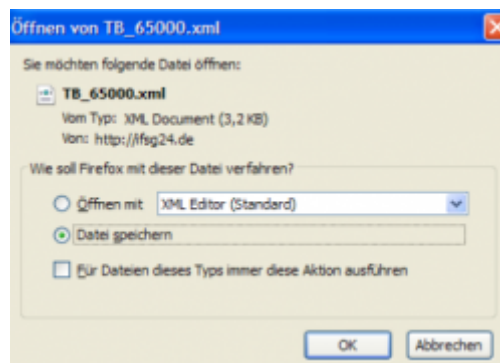 Öffnen von TB_65000.xml
Sie möchten folgende Datei öffnen:
TB_65000.xml
Vom Typ: XML Document (3,2 KB)
Von: http://ifsg24.de
Wie soll Firefox mit dieser Datei verfahren?
Öffnen mit XML Editor (Standard)
Datei speichern
Für Dateien dieses Typs immer diese Aktion ausführen
OK Abbrechen